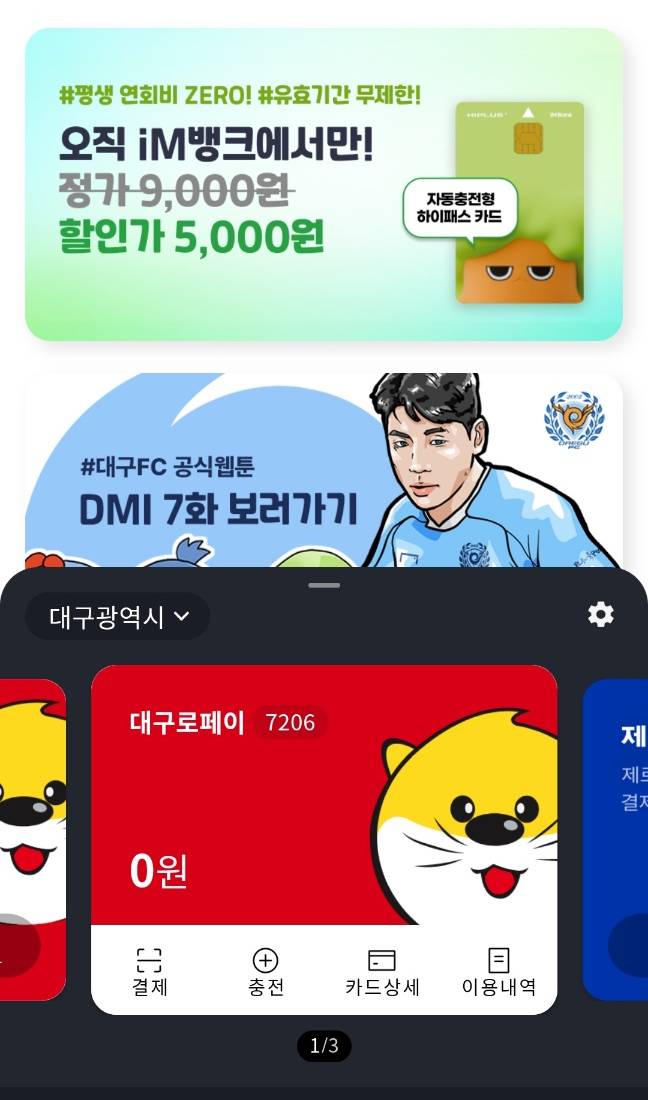 #평생 연회비 ZERO! #유효기간 무제한!
오직 iM뱅크에서만!
정가 9,000원
할인가 5,000원
HIPLUS
자동충전형
하이패스 카드
#대구FC 공식웹툰
DMI 7화 보러가기
2002
DAEGU
FC
대구광역시
대구로페이 7206
0원
결제
충전
카드상세
이용내역
제
제로
결제
1/3